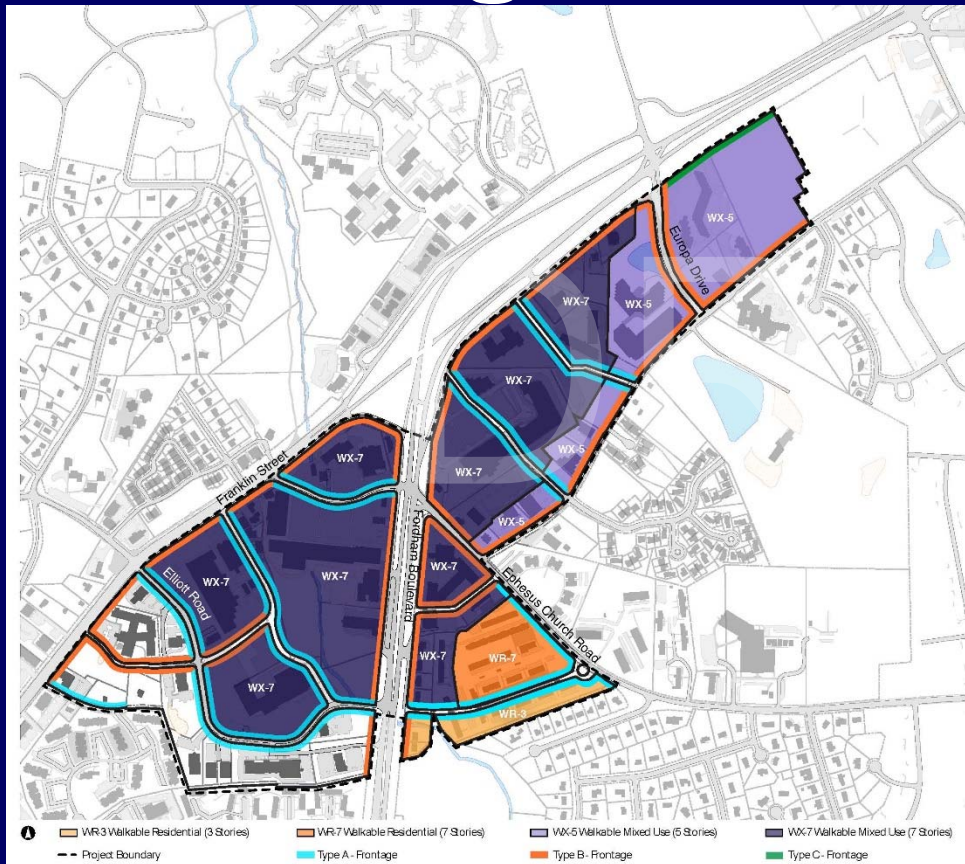 WX-5
Europa Drive
WX-7
WX-5
WX-7
WX-5
WX-7
WX-7
WX-5
Franklin Street
Fordham Boulevard
WX-7
WX-7
WX-7
Elliott Road
Ephesus Church Road
WX-7
WR-7
WX-7
WR-3
WR-3 Walkable Residential (3 Stories) WR-7 Walkable Residential (7 Stories) WX-5 Walkable Mixed Use (5 Stories) WX-7 Walkable Mixed Use (7 Stories)
Project Boundary Type A - Frontage Type B - Frontage Type C - Frontage